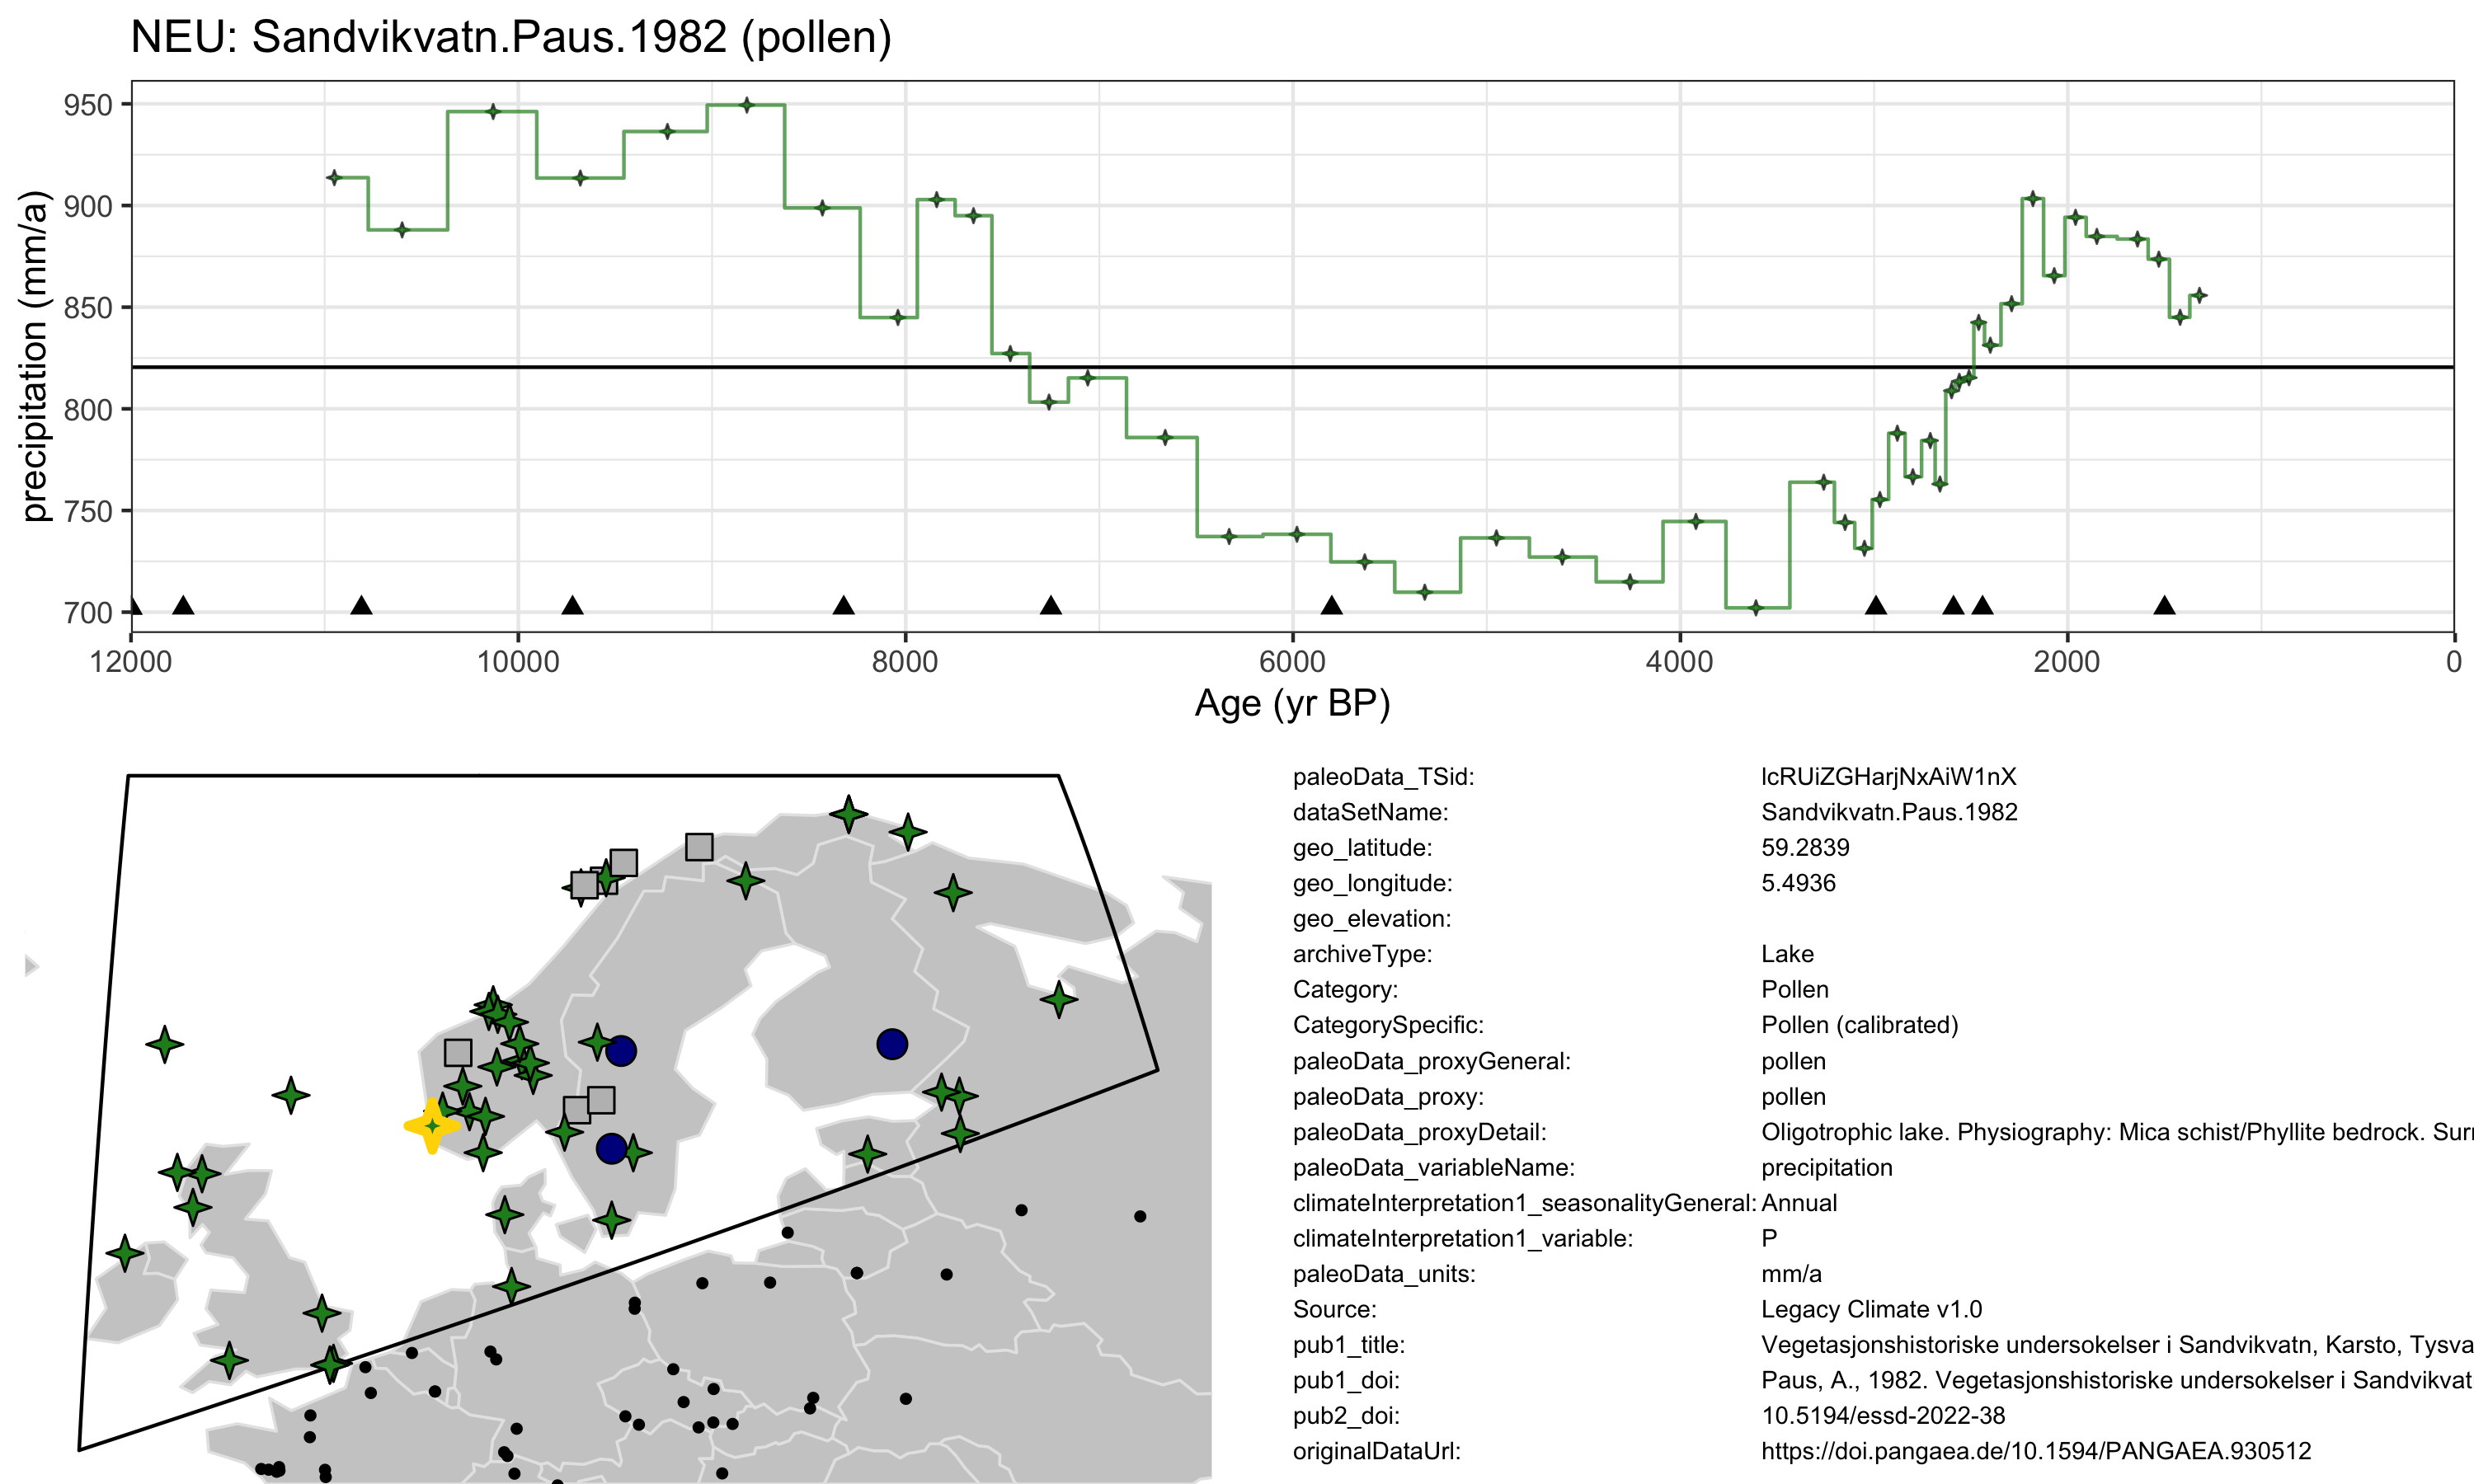 NEU: Sandvikvatn.Paus.1982 (pollen)
precipitation (mm/a)
950
900
850
800
750
700
12000 10000 8000 6000 4000 2000 0
Age (yr BP)
paleoData_TSid: lcRUiZGHarjNxAiW1nX
dataSetName: Sandvikvatn.Paus.1982
geo_latitude: 59.2839
geo_longitude: 5.4936
geo_elevation:
archiveType: Lake
Category: Pollen
CategorySpecific: Pollen (calibrated)
paleoData_proxyGeneral: pollen
paleoData_proxy: pollen
paleoData_proxyDetail: Oligotrophic lake. Physiography: Mica schist/Phyllite bedrock. Surr
paleoData_variableName: precipitation
climateInterpretation1_seasonalityGeneral: Annual
climateInterpretation1_variable: P
paleoData_units: mm/a
Source: Legacy Climate v1.0
pub1_title: Vegetasjonshistoriske undersokelser i Sandvikvatn, Karsto, Tysva
pub1_doi: Paus, A., 1982. Vegetasjonshistoriske undersokelser i Sandvikvat
pub2_doi: 10.5194/essd-2022-38
originalDataUrl: https://doi.pangaea.de/10.1594/PANGAEA.930512